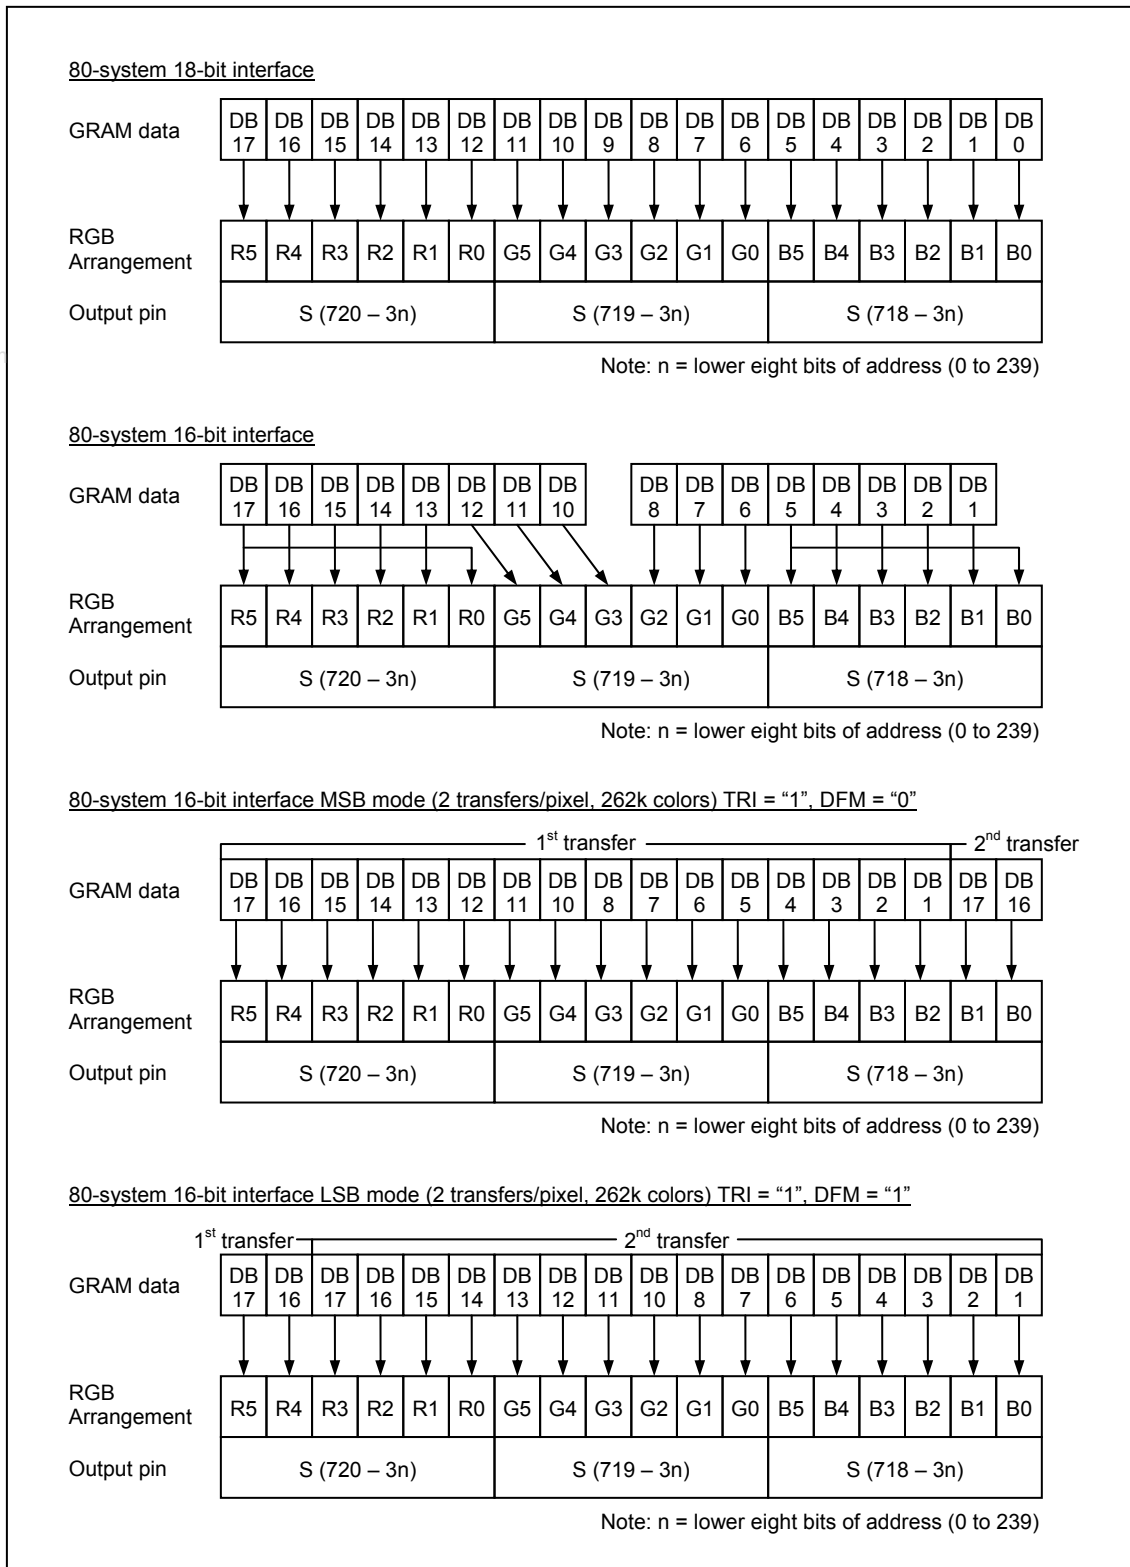 80-system 18-bit interface
GRAM data DB 17 DB 16 DB 15 DB 14 DB 13 DB 12 DB 11 DB 10 DB 9 DB 8 DB 7 DB 6 DB 5 DB 4 DB 3 DB 2 DB 1 DB 0
RGB Arrangement R5 R4 R3 R2 R1 R0 G5 G4 G3 G2 G1 G0 B5 B4 B3 B2 B1 B0
Output pin S (720 – 3n) S (719 – 3n) S (718 – 3n)
Note: n = lower eight bits of address (0 to 239)
80-system 16-bit interface
GRAM data DB 17 DB 16 DB 15 DB 14 DB 13 DB 12 DB 11 DB 10 DB 8 DB 7 DB 6 DB 5 DB 4 DB 3 DB 2 DB 1
RGB Arrangement R5 R4 R3 R2 R1 R0 G5 G4 G3 G2 G1 G0 B5 B4 B3 B2 B1 B0
Output pin S (720 – 3n) S (719 – 3n) S (718 – 3n)
Note: n = lower eight bits of address (0 to 239)
80-system 16-bit interface MSB mode (2 transfers/pixel, 262k colors) TRI = “1”, DFM = “0”
1st transfer 2nd transfer
GRAM data DB 17 DB 16 DB 15 DB 14 DB 13 DB 12 DB 11 DB 10 DB 8 DB 7 DB 6 DB 5 DB 4 DB 3 DB 2 DB 1 DB 17 DB 16
RGB Arrangement R5 R4 R3 R2 R1 R0 G5 G4 G3 G2 G1 G0 B5 B4 B3 B2 B1 B0
Output pin S (720 – 3n) S (719 – 3n) S (718 – 3n)
Note: n = lower eight bits of address (0 to 239)
80-system 16-bit interface LSB mode (2 transfers/pixel, 262k colors) TRI = “1”, DFM = “1”
1st transfer 2nd transfer
GRAM data DB 17 DB 16 DB 17 DB 16 DB 15 DB 14 DB 13 DB 12 DB 11 DB 10 DB 8 DB 7 DB 6 DB 5 DB 4 DB 3 DB 2 DB 1
RGB Arrangement R5 R4 R3 R2 R1 R0 G5 G4 G3 G2 G1 G0 B5 B4 B3 B2 B1 B0
Output pin S (720 – 3n) S (719 – 3n) S (718 – 3n)
Note: n = lower eight bits of address (0 to 239)